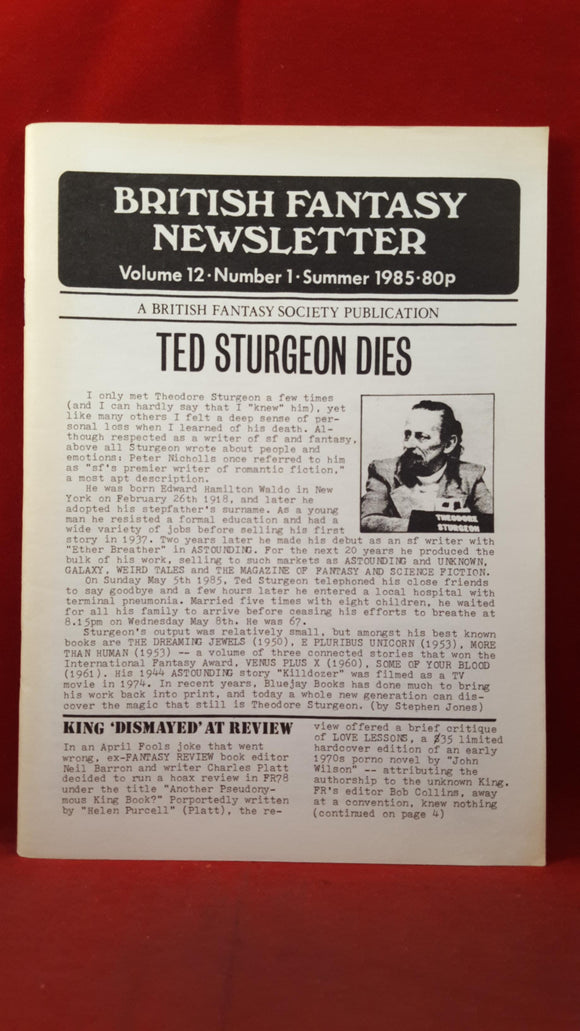 BRITISH FANTASY
NEWSLETTER
Volume 12 · Number 1 · Summer 1985 · 80p
A BRITISH FANTASY SOCIETY PUBLICATION
TED STURGEON DIES
I only met Theodore Sturgeon a few times
(and I can hardly say that I "knew" him), yet
like many others I felt a deep sense of per-
sonal loss when I learned of his death. Al-
though respected as a writer of sf and fantasy,
above all Sturgeon wrote about people and
emotions: Peter Nicholls once referred to him
as "sf's premier writer of romantic fiction,"
a most apt description.
He was born Edward Hamilton Waldo in New
York on February 26th 1918, and later he
adopted his stepfather's surname. As a young
man he resisted a formal education and had a
wide variety of jobs before selling his first
story in 1937. Two years later he made his debut as an sf writer with
"Ether Breather" in ASTOUNDING. For the next 20 years he produced the
bulk of his work, selling to such markets as ASTOUNDING and UNKNOWN,
GALAXY, WEIRD TALES and THE MAGAZINE OF FANTASY AND SCIENCE FICTION.
On Sunday May 5th 1985, Ted Sturgeon telephoned his close friends
to say goodbye and a few hours later he entered a local hospital with
terminal pneumonia. Married five times with eight children, he waited
for all his family to arrive before ceasing his efforts to breathe at
8.15pm on Wednesday May 8th. He was 67.
Sturgeon's output was relatively small, but amongst his best known
books are THE DREAMING JEWELS (1950), E PLURIBUS UNICORN (1953), MORE
THAN HUMAN (1953) -- a volume of three connected stories that won the
International Fantasy Award, VENUS PLUS X (1960), SOME OF YOUR BLOOD
(1961). His 1944 ASTOUNDING story "Killdozer" was filmed as a TV
movie in 1974. In recent years, Bluejay Books has done much to bring
his work back into print, and today a whole new generation can dis-
cover the magic that still is Theodore Sturgeon. (by Stephen Jones)
THEODORE
STURGEON
KING 'DISMAYED' AT REVIEW
In an April Fools joke that went
wrong, ex-FANTASY REVIEW book editor
Neil Barron and writer Charles Platt
decided to run a hoax review in FR78
under the title "Another Pseudony-
mous King Book?" Porportedly written
by "Helen Purcell" (Platt), the re-
view offered a brief critique
of LOVE LESSONS, a $35 limited
hardcover edition of an early
1970s porno novel by "John
Wilson" -- attributing the
authorship to the unknown King.
FR's editor Bob Collins, away
at a convention, knew nothing
(continued on page 4)